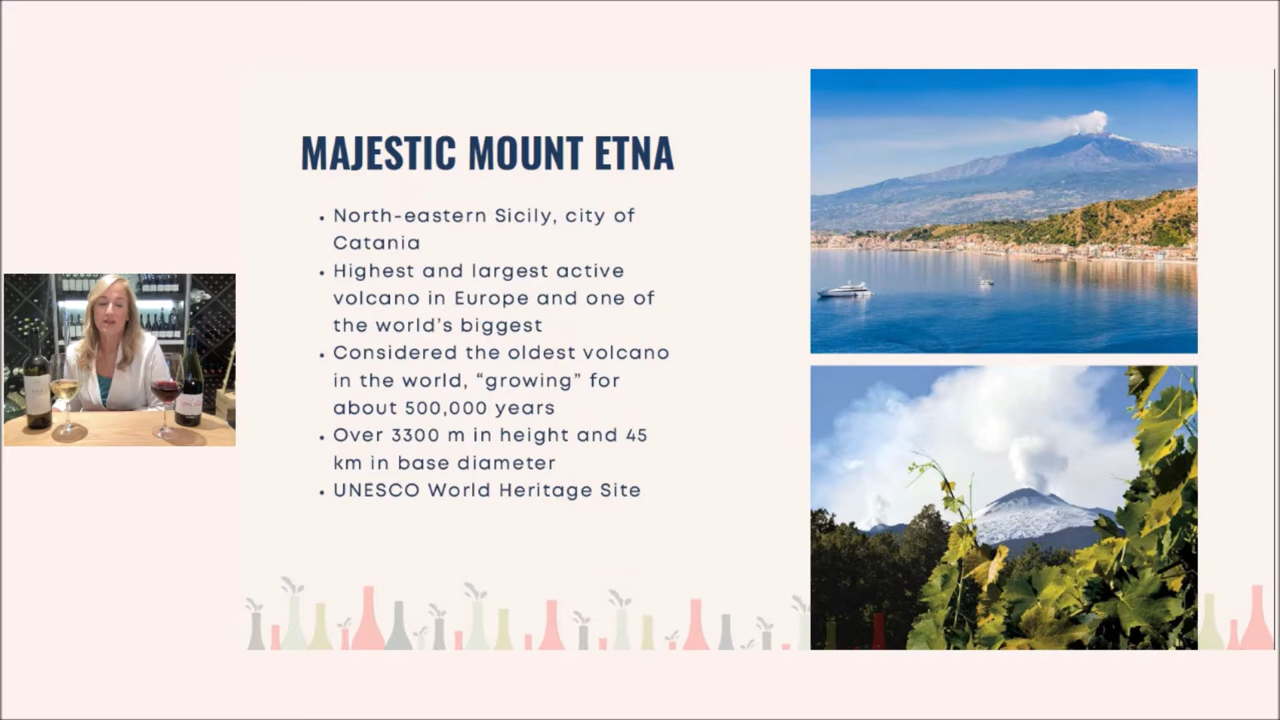 MAJESTIC MOUNT ETNA
• North-eastern Sicily, city of
Catania
• Highest and largest active
volcano in Europe and one of
the world's biggest
• Considered the oldest volcano
in the world, “growing” for
about 500,000 years
• Over 3300 m in height and 45
km in base diameter
• UNESCO World Heritage Site